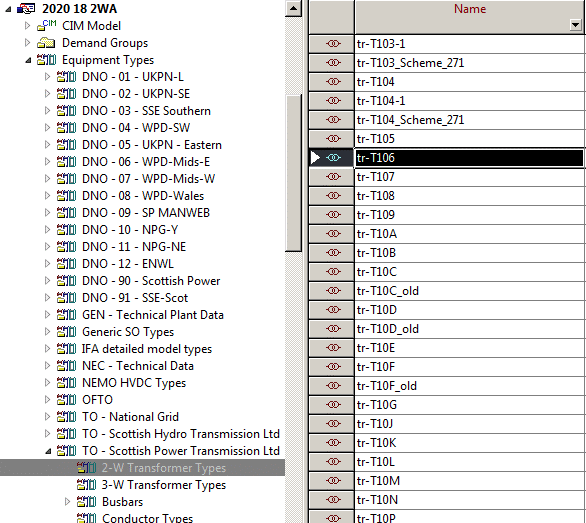 2020 18 2WA
CIM CIM Model
Demand Groups
Equipment Types
DNO - 01 - UKPN-L
DNO - 02 - UKPN-SE
DNO - 03 - SSE Southern
DNO - 04 - WPD-SW
DNO - 05 - UKPN - Eastern
DNO - 06 - WPD-Mids-E
DNO - 07 - WPD-Mids-W
DNO - 08 - WPD-Wales
DNO - 09 - SP MANWEB
DNO - 10 - NPG-Y
DNO - 11 - NPG-NE
DNO - 12 - ENWL
DNO - 90 - Scottish Power
DNO - 91 - SSE-Scot
GEN - Technical Plant Data
Generic SO Types
IFA detailed model types
NEC - Technical Data
NEMO HVDC Types
OFTO
TO - National Grid
TO - Scottish Hydro Transmission Ltd
TO - Scottish Power Transmission Ltd
2-W Transformer Types
3-W Transformer Types
Busbars
Conductor Types
Name
tr-T103-1
tr-T103_Scheme_271
tr-T104
tr-T104-1
tr-T104_Scheme_271
tr-T105
tr-T106
tr-T107
tr-T108
tr-T109
tr-T10A
tr-T10B
tr-T10C
tr-T10C_old
tr-T10D
tr-T10D_old
tr-T10E
tr-T10F
tr-T10F_old
tr-T10G
tr-T10J
tr-T10K
tr-T10L
tr-T10M
tr-T10N
tr-T10P